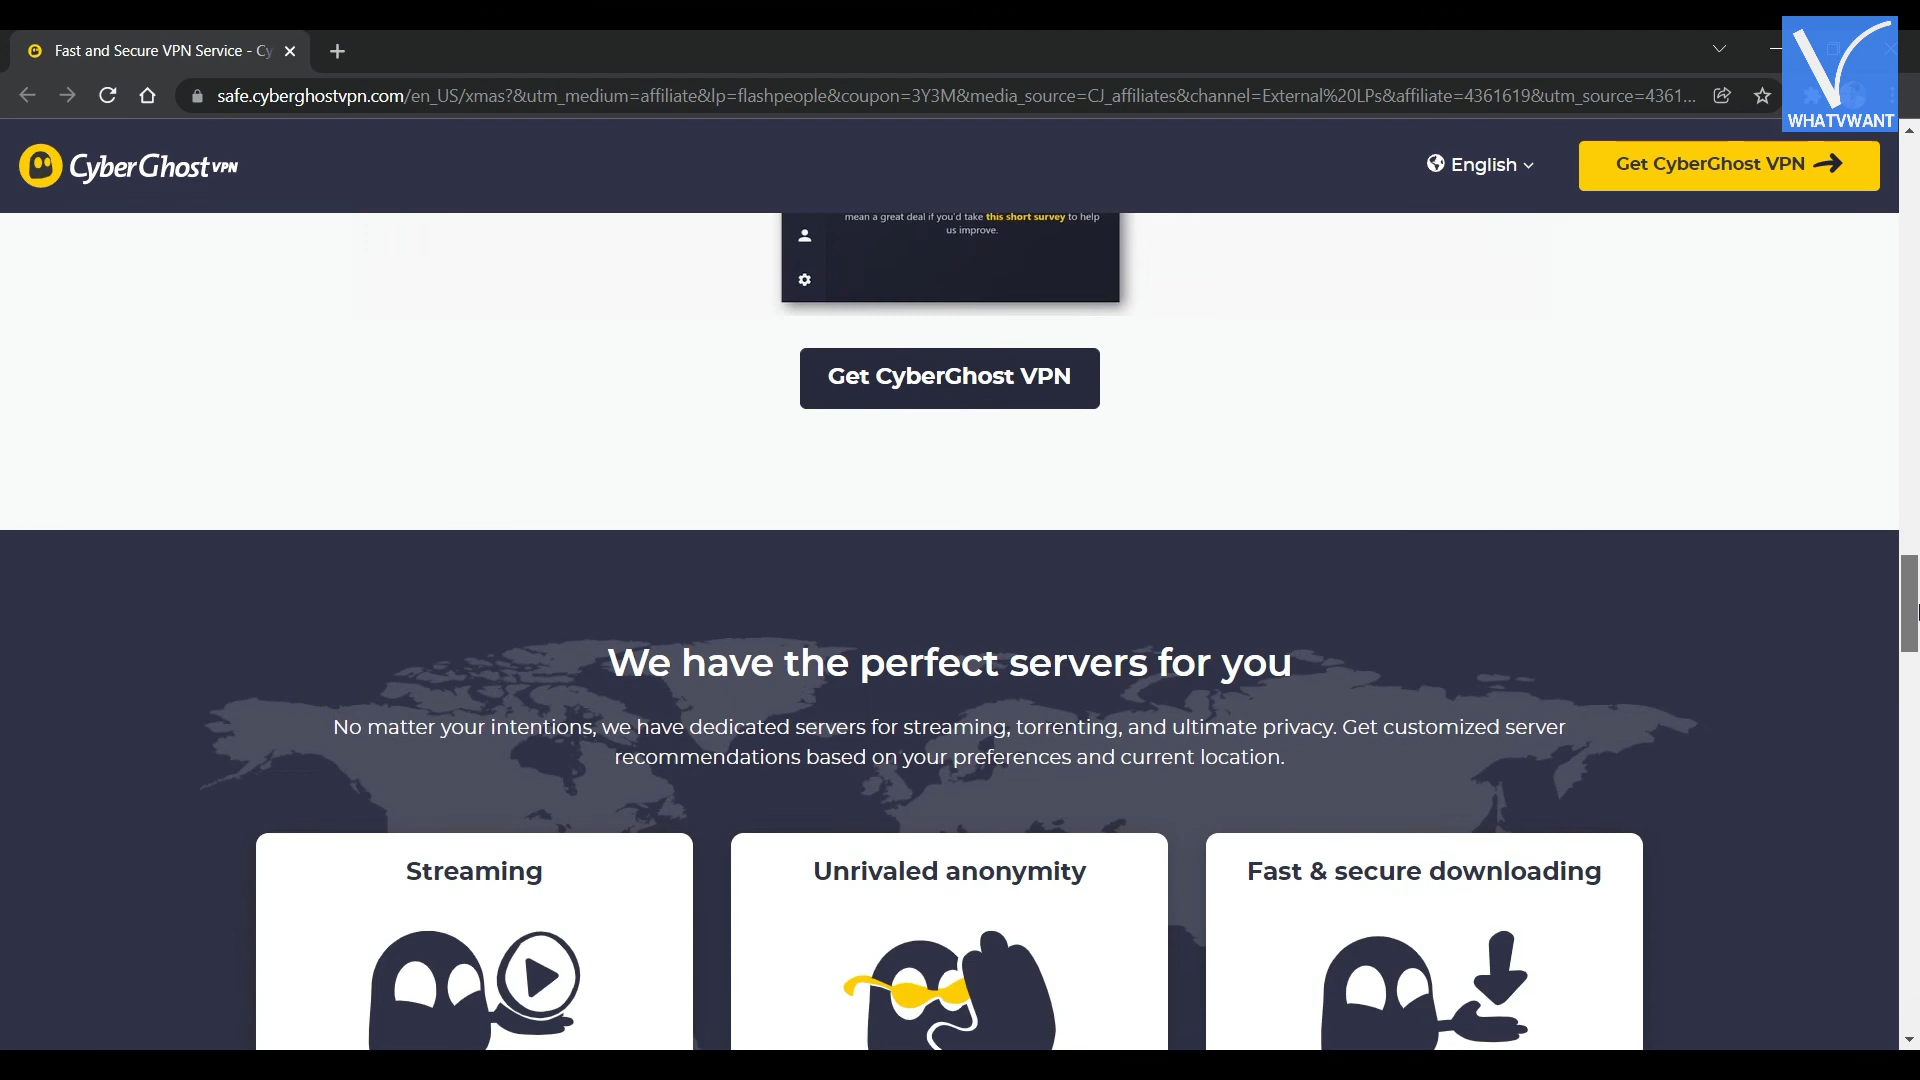 Fast and Secure VPN Service - Cy
safe.cyberghostvpn.com/en_US/xmas?&utm_medium=affiliate&lp=flashpeople&coupon=3Y3M&media_source=CJ_affiliates&channel=External%20LPs&affiliate=4361619&utm_source=4361...
WHATVWANT
CyberGhost VPN
English
Get CyberGhost VPN
mean a great deal if you'd take this short survey to help
us improve.
Get CyberGhost VPN
We have the perfect servers for you
No matter your intentions, we have dedicated servers for streaming, torrenting, and ultimate privacy. Get customized server
recommendations based on your preferences and current location.
Streaming
Unrivaled anonymity
Fast & secure downloading